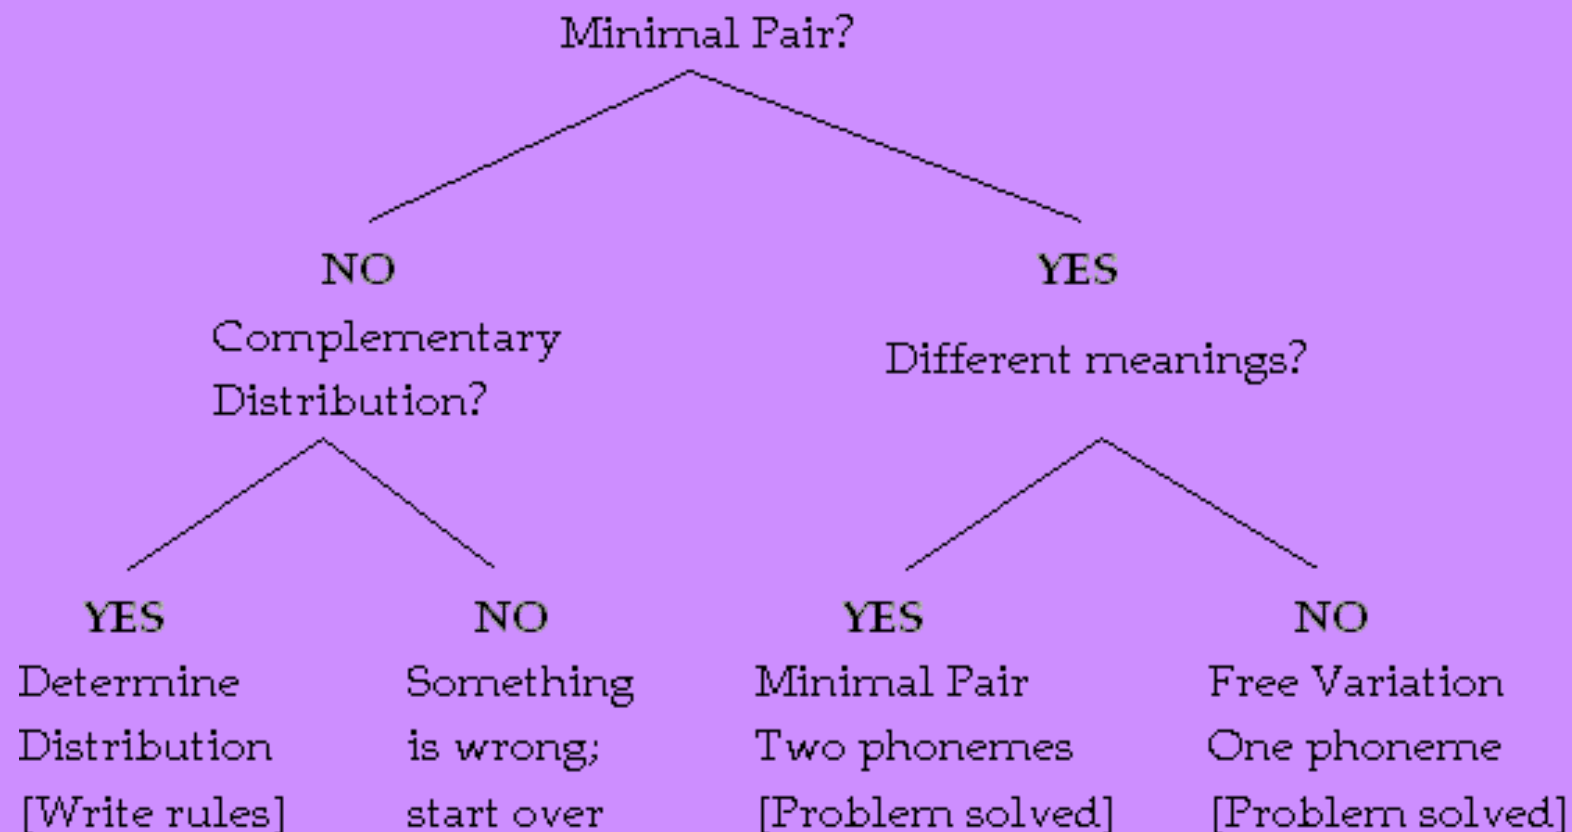 Minimal Pair?
NO
YES
Complementary
Distribution?
Different meanings?
YES
NO
YES
NO
Determine
Distribution
[Write rules]
Something
is wrong;
start over
Minimal Pair
Two phonemes
[Problem solved]
Free Variation
One phoneme
[Problem solved]